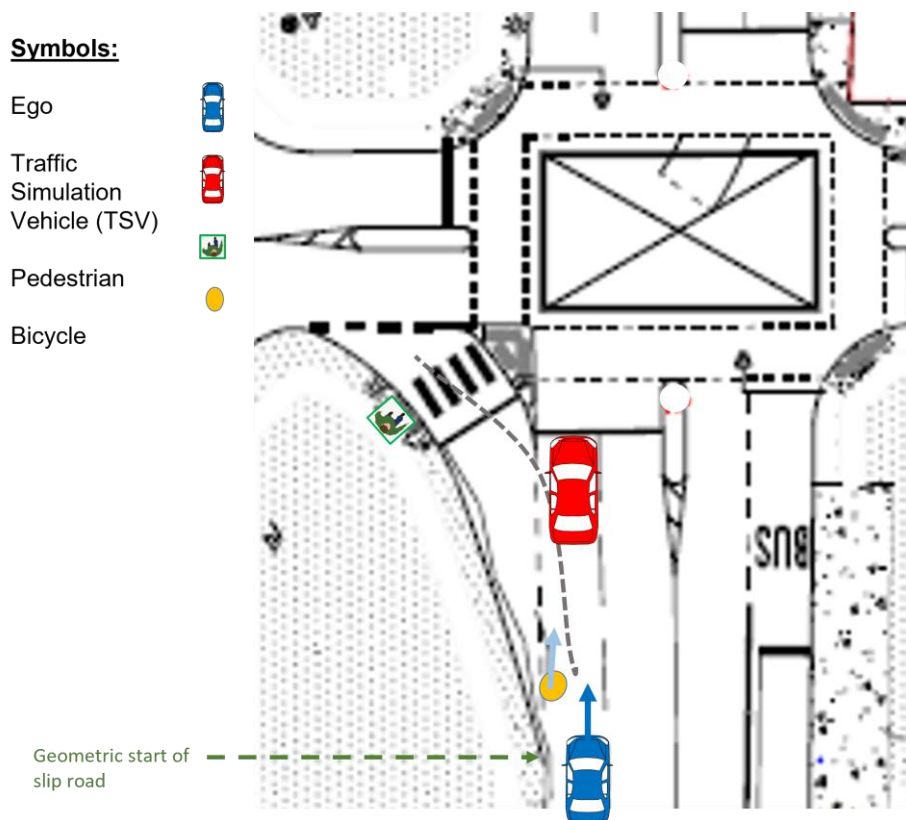 Symbols:
Ego
Traffic
Simulation
Vehicle (TSV)
Pedestrian
Bicycle
BUS
Geometric start of
slip road